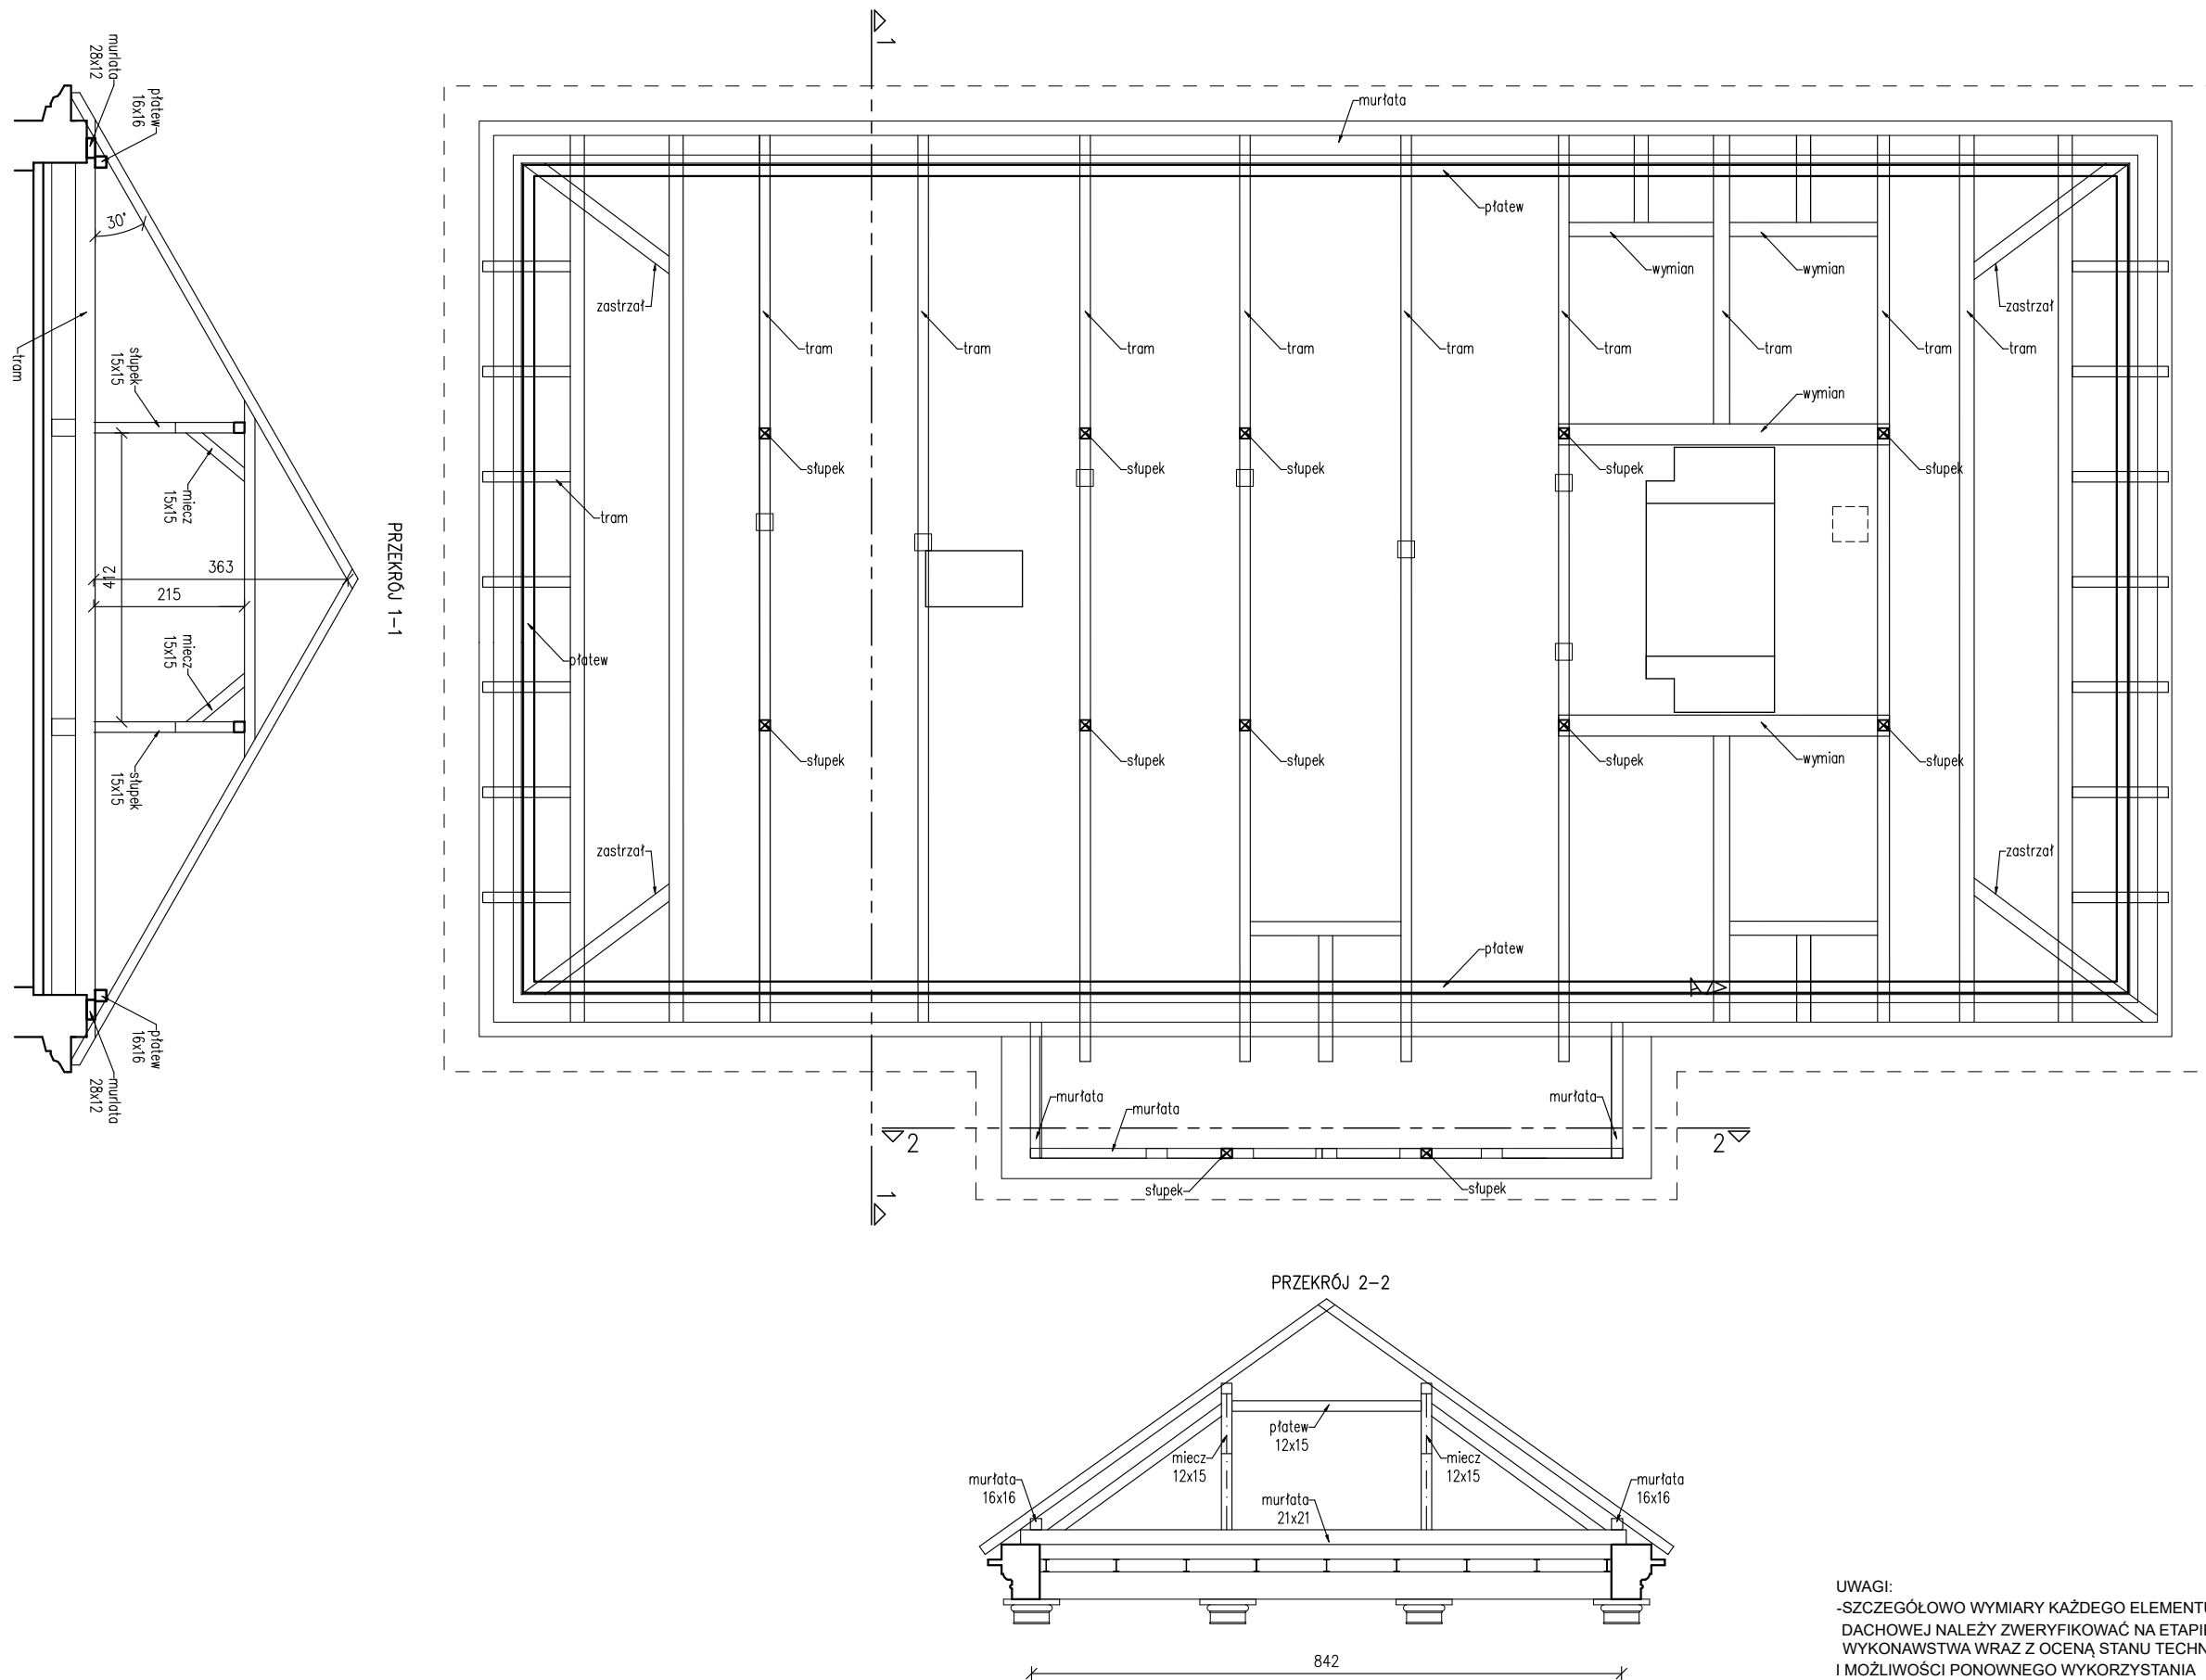 1
murłata
28x12
płatew
16x16
30°
tram
słupek
15x15
miecz
15x15
412
363
215
miecz
15x15
słupek
15x15
płatew
16x16
murłata
28x12
PRZEKRÓJ 1-1
murłata
płatew
wymian
wymian
zastrzał
zastrzał
tram
tram
tram
tram
tram
tram
tram
tram
tram
wymian
słupek
słupek
słupek
słupek
słupek
tram
płatew
słupek
słupek
słupek
słupek
wymian
słupek
zastrzał
zastrzał
płatew
murłata
murłata
murłata
2
2
słupek
słupek
1
PRZEKRÓJ 2-2
płatew
12x15
miecz
12x15
miecz
12x15
murłata
16x16
murłata
16x16
murłata
21x21
842
UWAGI:
-SZCZEGÓŁOWO WYMIARY KAŻDEGO ELEMENTU
DACHOWEJ NALEŻY ZWERYFIKOWAĆ NA ETAPIE
WYKONAWSTWA WRAZ Z OCENĄ STANU TECHN
I MOŻLIWOŚCI PONOWNEGO WYKORZYSTANIA